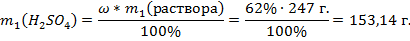 m₁(H₂SO₄) = ω * m₁(раствора) / 100% = 62% · 247 г. / 100% = 153,14 г.